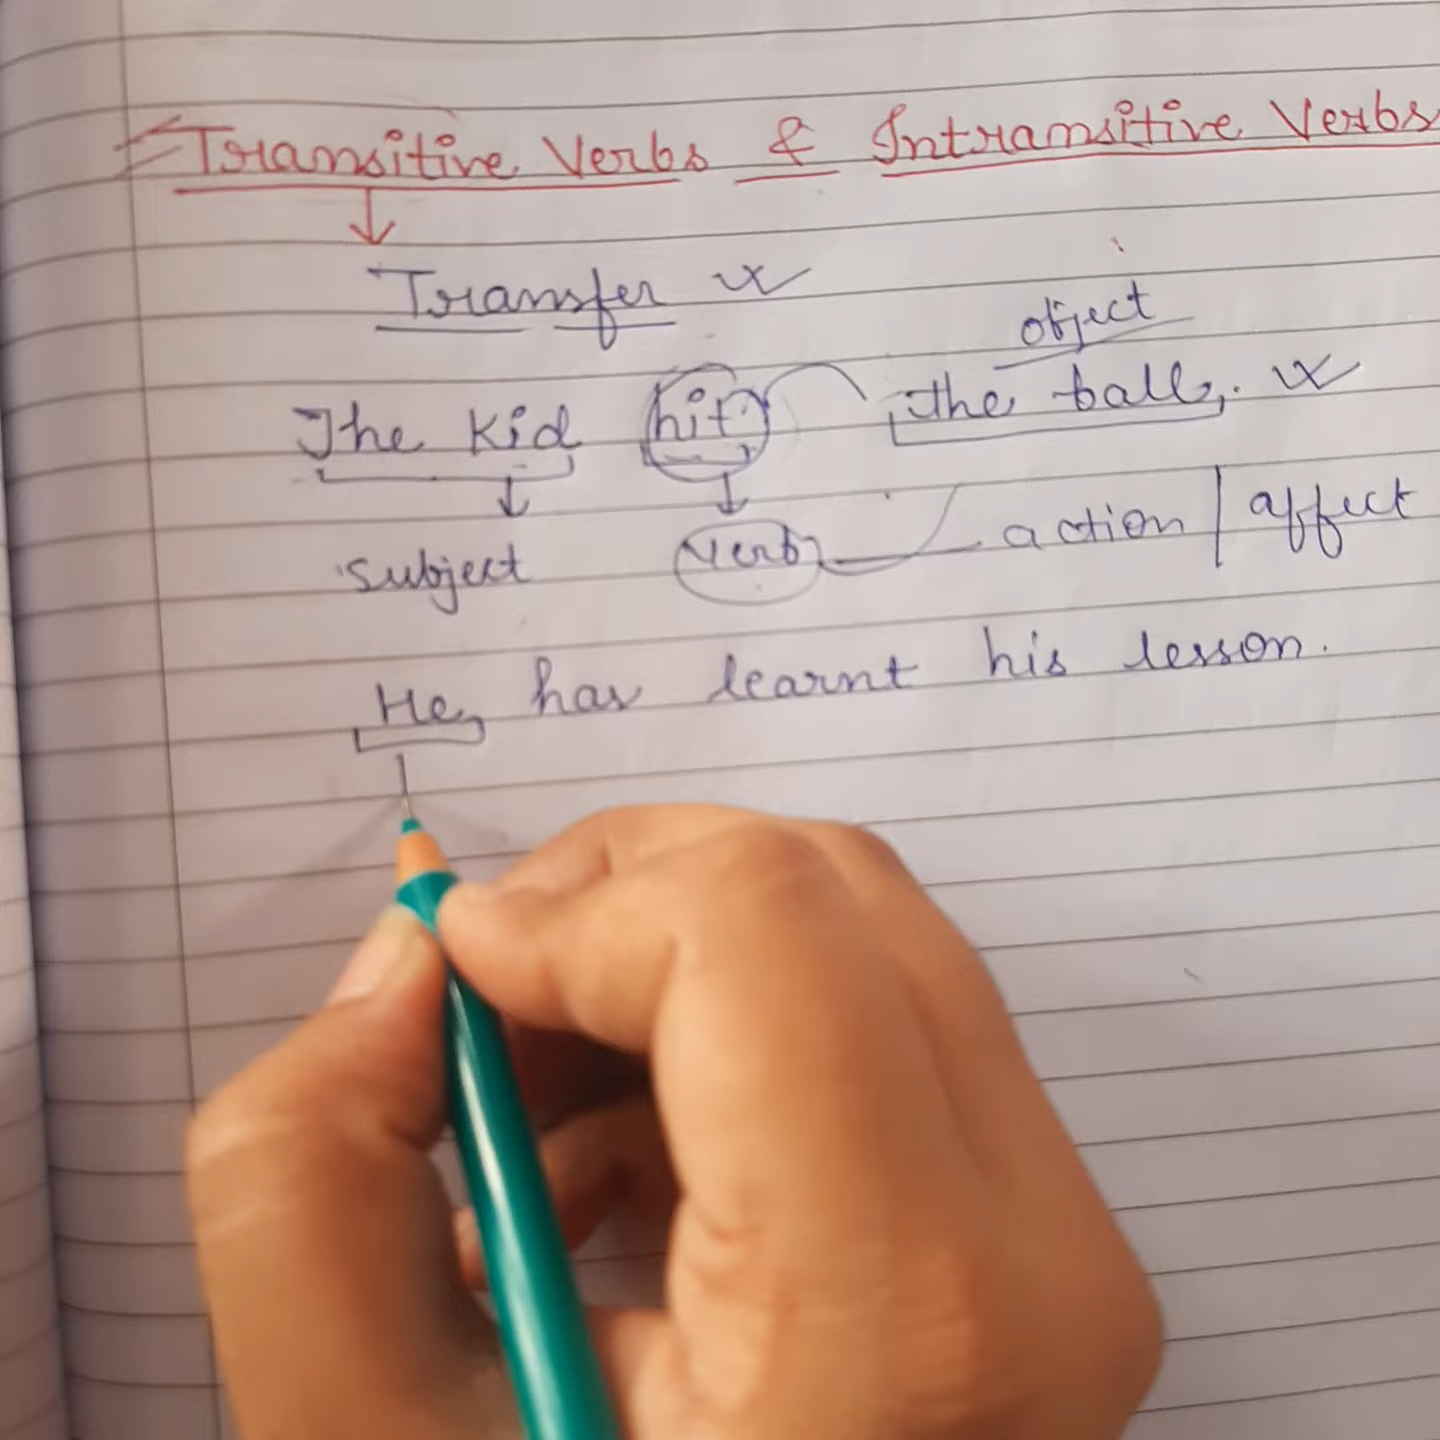 Transitive Verbs & Intransitive Verbs
Transfer
object
The kid hit the ball.
subject verb action / affect
He has learnt his lesson.